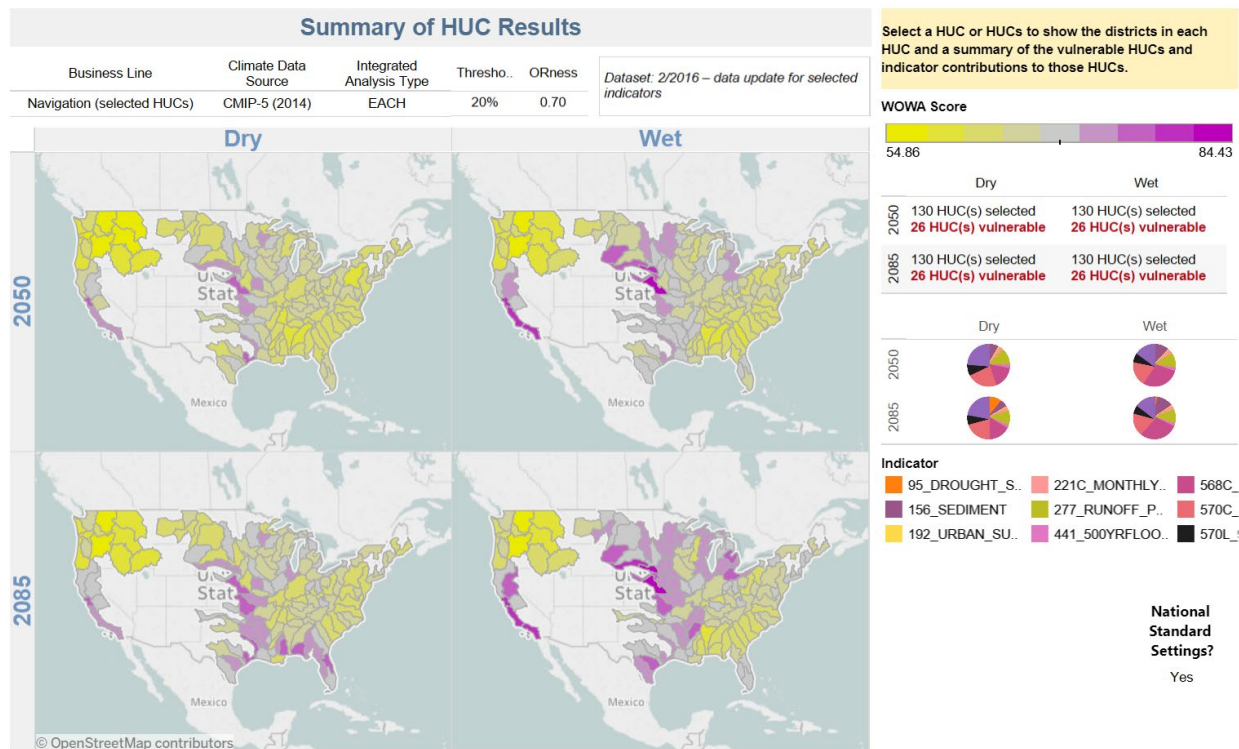 Summary of HUC Results
Business Line
Climate Data
Source
Integrated
Analysis Type
Thresho..
ORness
Navigation (selected HUCs)
CMIP-5 (2014)
EACH
20%
0.70
Dataset: 2/2016 – data update for selected
indicators
Dry
Wet
2050
Stat
Mexico
Stat
Mexico
2085
Stat
Mexico
Stat
Mexico
© OpenStreetMap contributors
Select a HUC or HUCs to show the districts in each
HUC and a summary of the vulnerable HUCs and
indicator contributions to those HUCs.
WOWA Score
54.86
84.43
Dry
Wet
2050
130 HUC(s) selected
26 HUC(s) vulnerable
130 HUC(s) selected
26 HUC(s) vulnerable
2085
130 HUC(s) selected
26 HUC(s) vulnerable
130 HUC(s) selected
26 HUC(s) vulnerable
Dry
Wet
2050
2085
Indicator
95_DROUGHT_S..
221C_MONTHLY..
568C_
156_SEDIMENT
277_RUNOFF_P..
570C_
192_URBAN_SU..
441_500YRFLOO..
National
Standard
Settings?
Yes